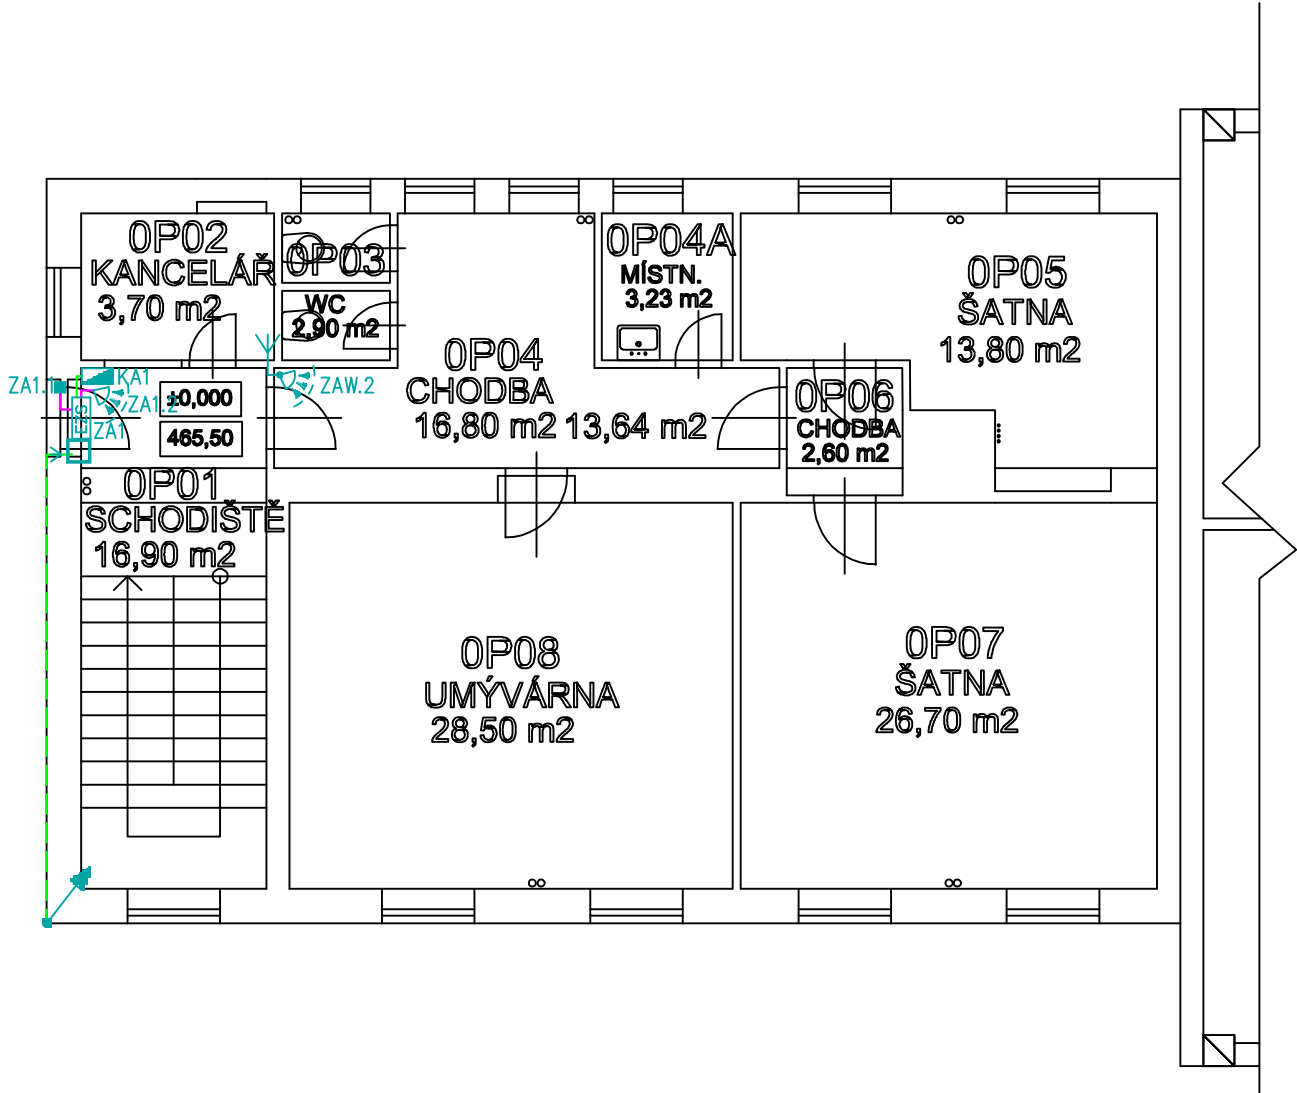 0P02
KANCELÁŘ
3,70 m2
0P03
WC
2,90 m2
0P04A
MÍSTN.
3,23 m2
0P05
ŠATNA
13,80 m2
0P04
CHODBA
16,80 m2 13,64 m2
0P06
CHODBA
2,60 m2
ZA1.1
KA1
ZA1.2
ZA1
ZAW.2
±0,000
465,50
0P01
SCHODIŠTĚ
16,90 m2
0P08
UMÝVÁRNA
28,50 m2
0P07
ŠATNA
26,70 m2